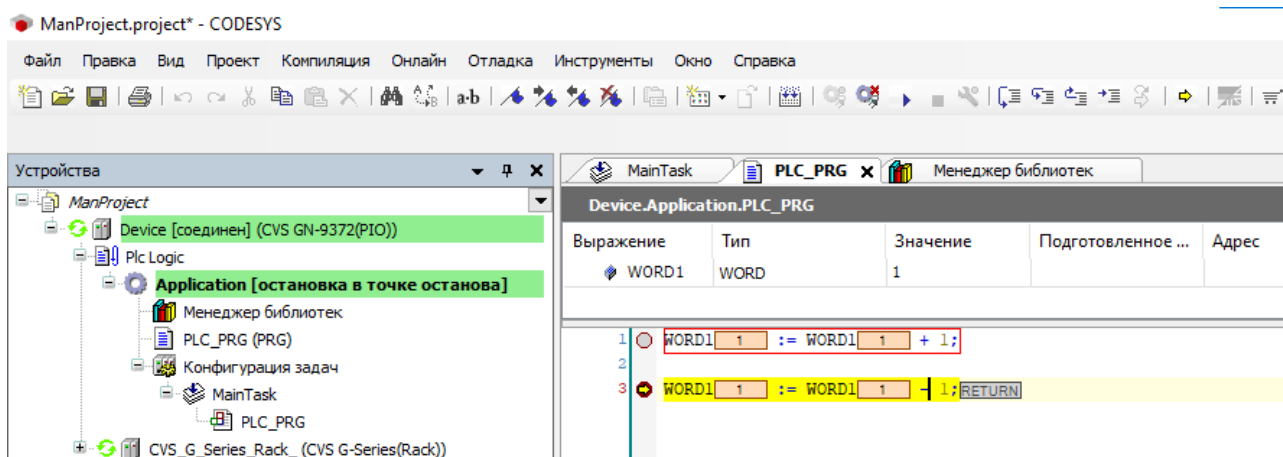 ManProject.project* - CODESYS
Файл Правка Вид Проект Компиляция Онлайн Отладка Инструменты Окно Справка
Устройства
ManProject
Device [соединен] (CVS GN-9372(PIO))
Plc Logic
Application [остановка в точке останова]
Менеджер библиотек
PLC_PRG (PRG)
Конфигурация задач
MainTask
PLC_PRG
CVS_G_Series_Rack_ (CVS G-Series(Rack))
MainTask PLC_PRG Менеджер библиотек
Device.Application.PLC_PRG
Выражение Тип Значение Подготовленное ... Адрес
WORD1 WORD 1
1 WORD1 1 := WORD1 1 + 1;
2
3 WORD1 1 := WORD1 1 - 1; RETURN